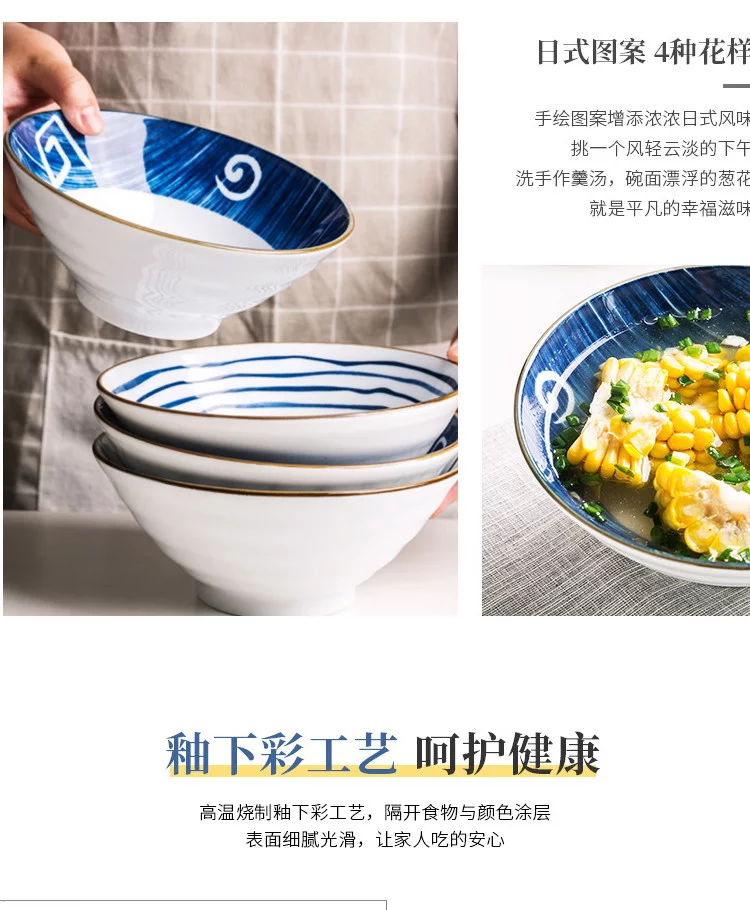 日式图案 4种花样
手绘图案增添浓浓日式风味
挑一个风轻云淡的下午
洗手作羹汤，碗面漂浮的葱花
就是平凡的幸福滋味
釉下彩工艺 呵护健康
高温烧制釉下彩工艺，隔开食物与颜色涂层
表面细腻光滑，让家人吃的安心